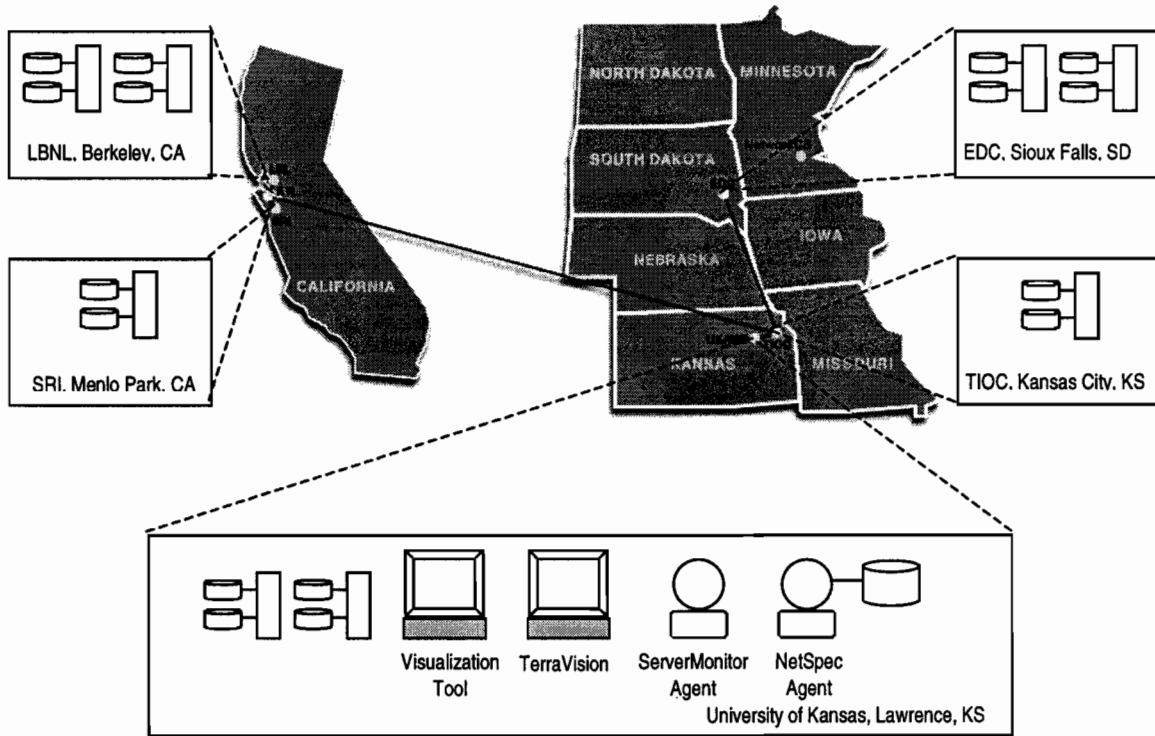 LBNL, Berkeley, CA
SRI, Menlo Park, CA
CALIFORNIA
NORTH DAKOTA
MINNESOTA
SOUTH DAKOTA
NEBRASKA
IOWA
KANSAS
MISSOURI
EDC, Sioux Falls, SD
TIOC, Kansas City, KS
Visualization
Tool
TerraVision
ServerMonitor
Agent
NetSpec
Agent
University of Kansas, Lawrence, KS